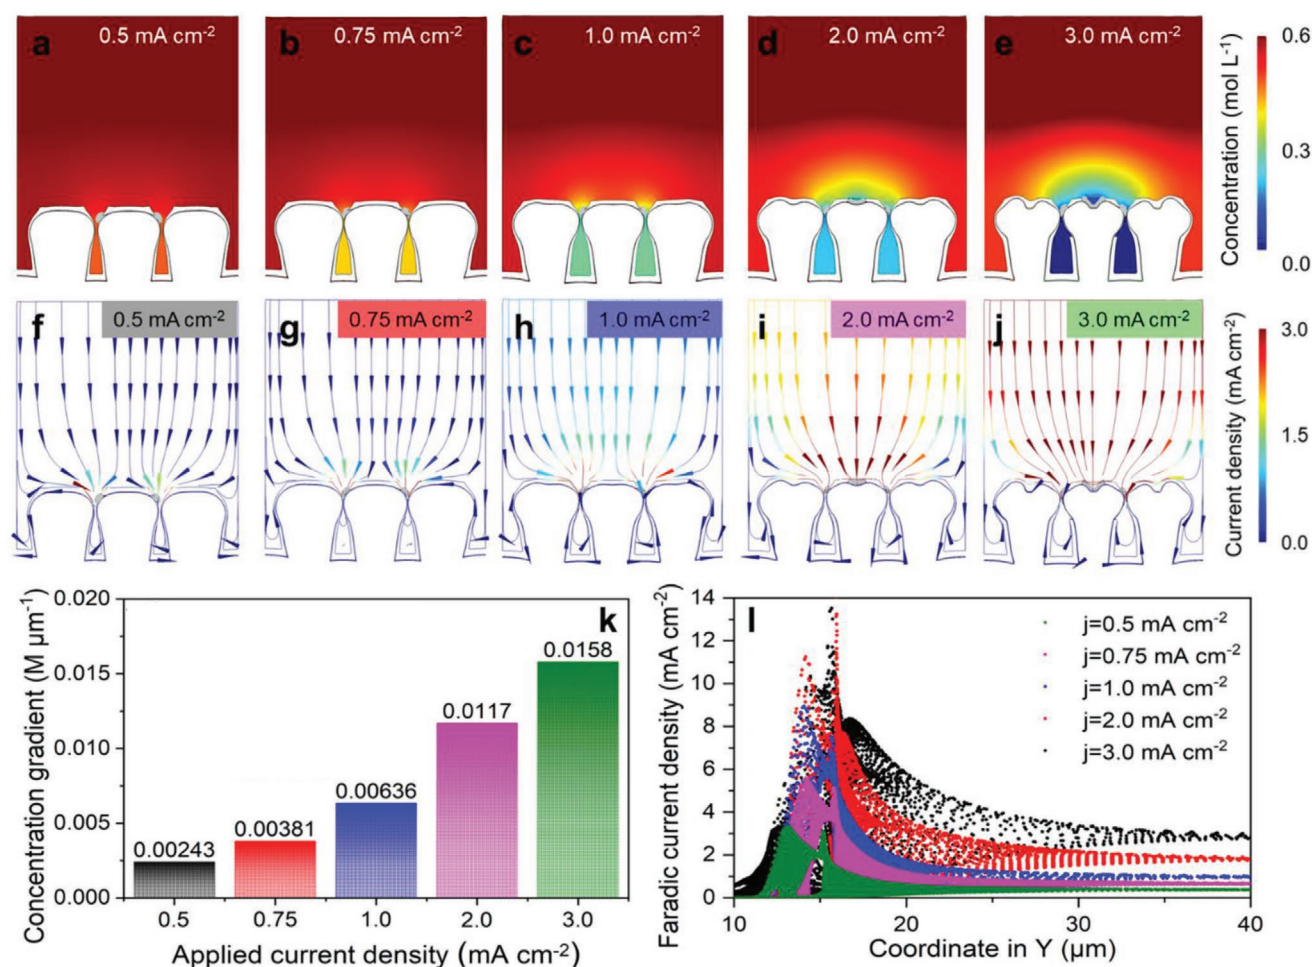 a 0.5 mA cm⁻²
b 0.75 mA cm⁻²
c 1.0 mA cm⁻²
d 2.0 mA cm⁻²
e 3.0 mA cm⁻²
Concentration (mol L⁻¹)
0.6
0.3
0.0
f 0.5 mA cm⁻²
g 0.75 mA cm⁻²
h 1.0 mA cm⁻²
i 2.0 mA cm⁻²
j 3.0 mA cm⁻²
Current density (mA cm⁻²)
3.0
1.5
0.0
k
Concentration gradient (M μm⁻¹)
0.020
0.015
0.010
0.005
0.000
0.00243
0.00381
0.00636
0.0117
0.0158
0.5 0.75 1.0 2.0 3.0
Applied current density (mA cm⁻²)
l
Faradic current density (mA cm⁻²)
14
12
10
8
6
4
2
0
j=0.5 mA cm⁻²
j=0.75 mA cm⁻²
j=1.0 mA cm⁻²
j=2.0 mA cm⁻²
j=3.0 mA cm⁻²
10 20 30 40
Coordinate in Y (μm)